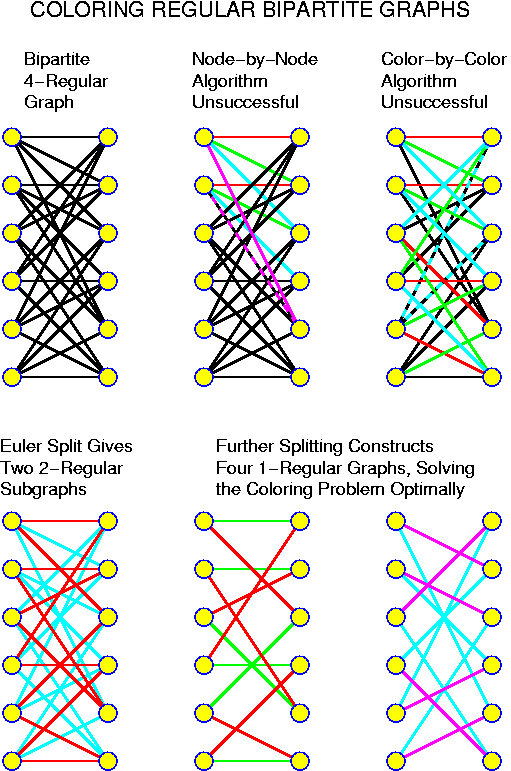 COLORING REGULAR BIPARTITE GRAPHS
Bipartite
4-Regular
Graph
Node-by-Node
Algorithm
Unsuccessful
Color-by-Color
Algorithm
Unsuccessful
Euler Split Gives
Two 2-Regular
Subgraphs
Further Splitting Constructs
Four 1-Regular Graphs, Solving
the Coloring Problem Optimally